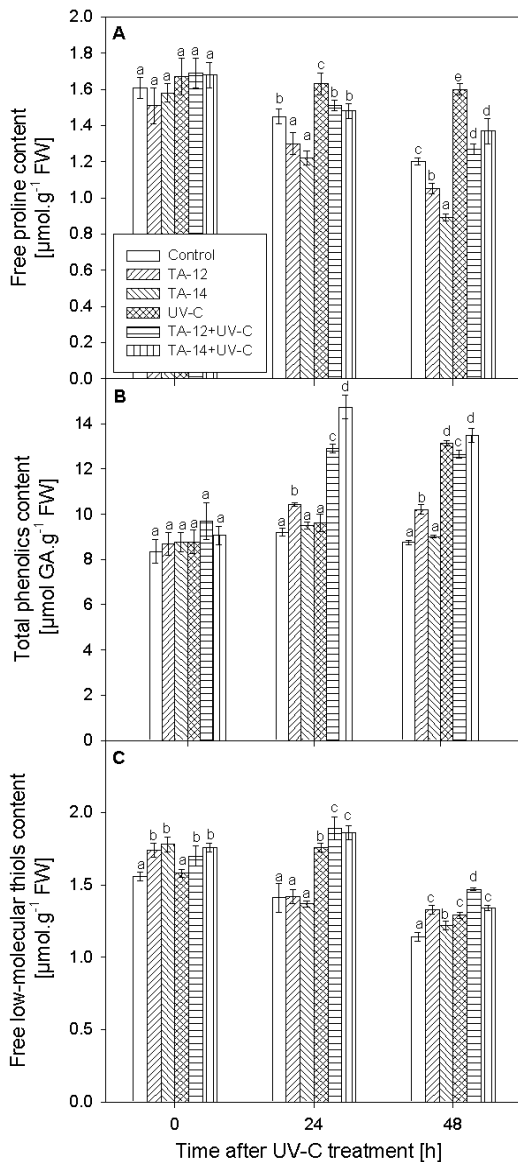 A
Free proline content
[µmol.g⁻¹ FW]
2.0
1.8
1.6
1.4
1.2
1.0
0.8
0.6
0.4
0.2
0.0
a a a a a a
b a a c b b
c b a e d d
Control
TA-12
TA-14
UV-C
TA-12+UV-C
TA-14+UV-C
B
Total phenolics content
[µmol GA.g⁻¹ FW]
14
12
10
8
6
4
2
0
a a a a a a
a b a a c d
a b a d c d
C
Free low-molecular thiols content
[µmol.g⁻¹ FW]
2.0
1.5
1.0
0.5
0.0
a b b a b b
a a a b c c
a c b c d c
0 24 48
Time after UV-C treatment [h]